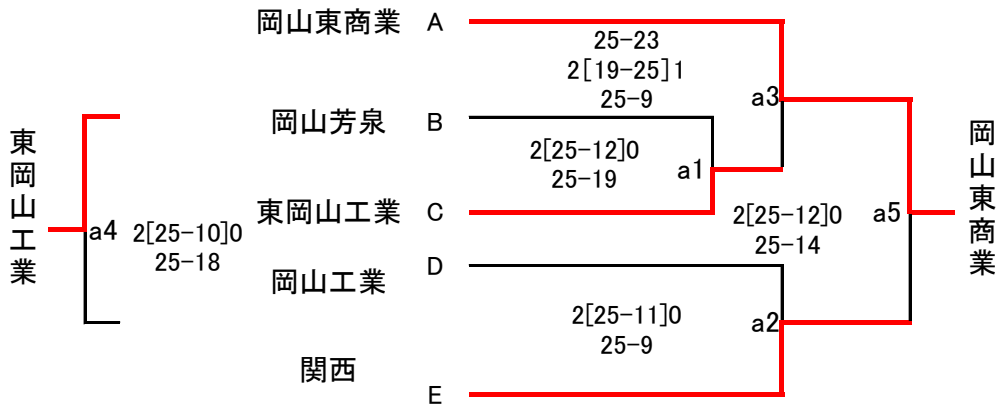 岡山東商業 A
25-23
2[19-25]1
25-9
a3
岡山芳泉 B
2[25-12]0
25-19
a1
東岡山工業 C
東岡山工業
a4
2[25-10]0
25-18
2[25-12]0
25-14
a5
岡山東商業
岡山工業 D
2[25-11]0
25-9
a2
関西 E